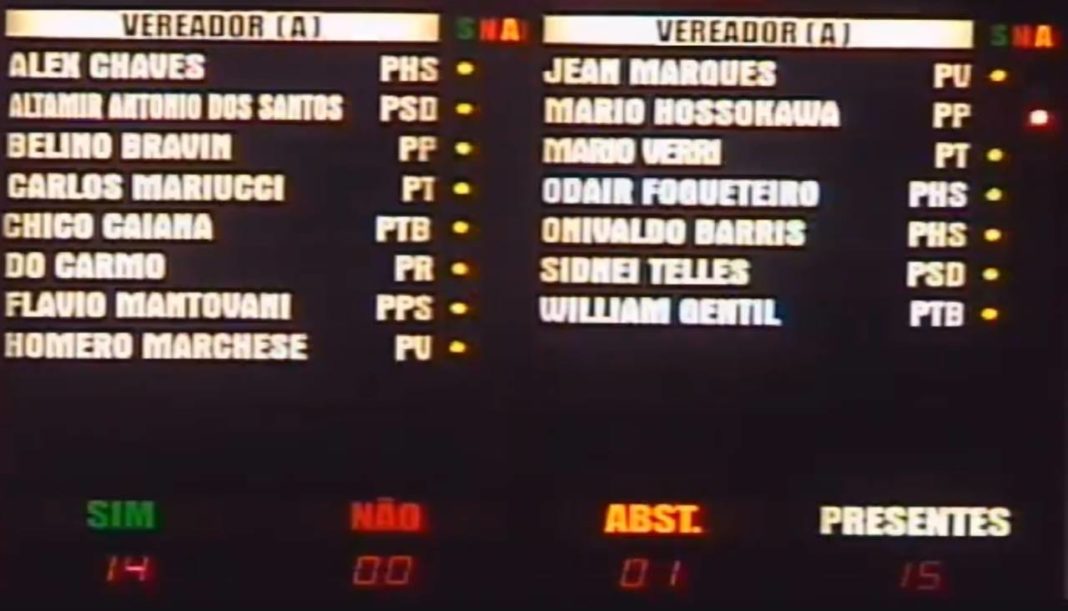 VEREADOR (A) S N A
ALEX CHAVES PHS
ALTAMIR ANTONIO DOS SANTOS PSD
BELINO BRAVIN PP
CARLOS MARIUCCI PT
CHICO CAIANA PTB
DO CARMO PR
FLAVIO MANTOVANI PPS
HOMERO MARCHESE PU
VEREADOR (A) S N A
JEAN MARQUES PU
MARIO HOSSOKAWA PP
MARIO VERRI PT
ODAIR FOGUETEIRO PHS
ONIVALDO BARRIS PHS
SIDNEI TELLES PSD
WILLIAM GENTIL PTB
SIM NÃO ABST. PRESENTES
14 00 01 15